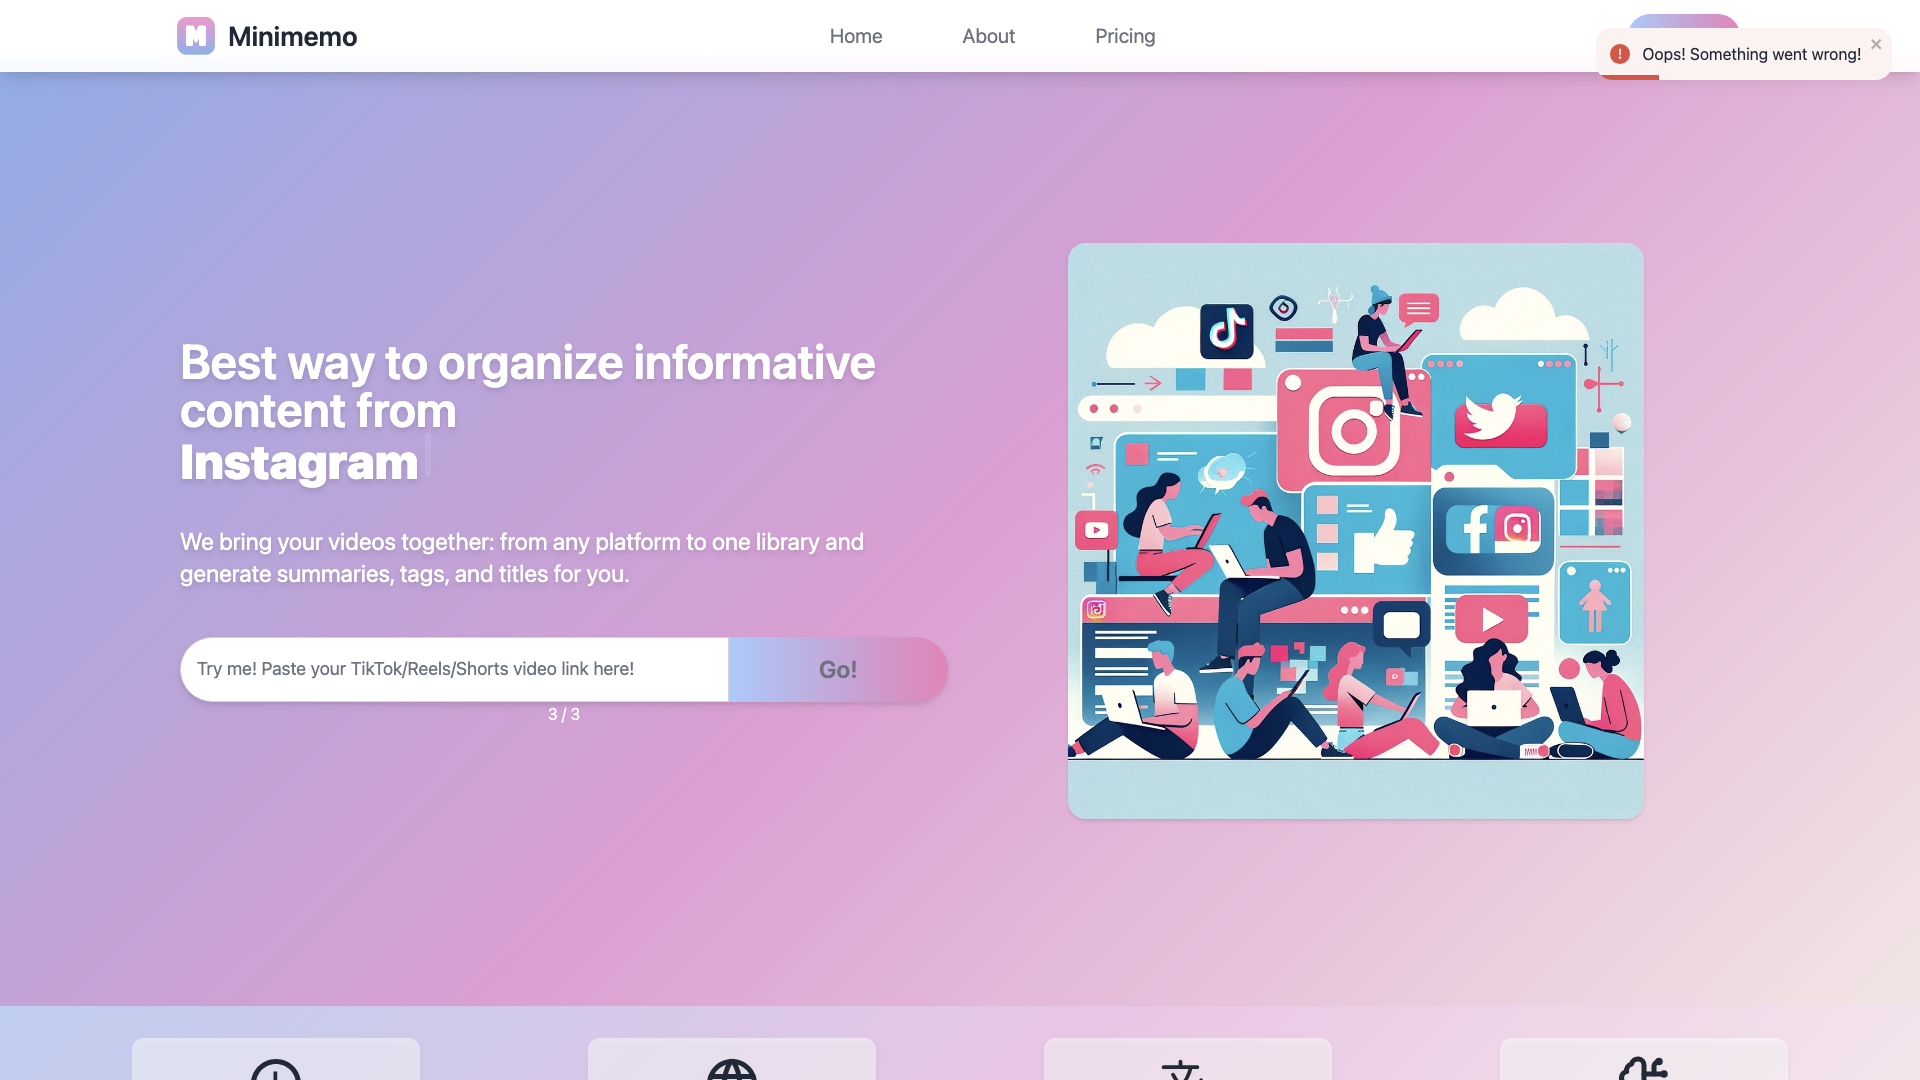 Minimemo
Home
About
Pricing
Oops! Something went wrong!
Best way to organize informative
content from
Instagram
We bring your videos together: from any platform to one library and
generate summaries, tags, and titles for you.
Try me! Paste your TikTok/Reels/Shorts video link here!
Go!
3 / 3